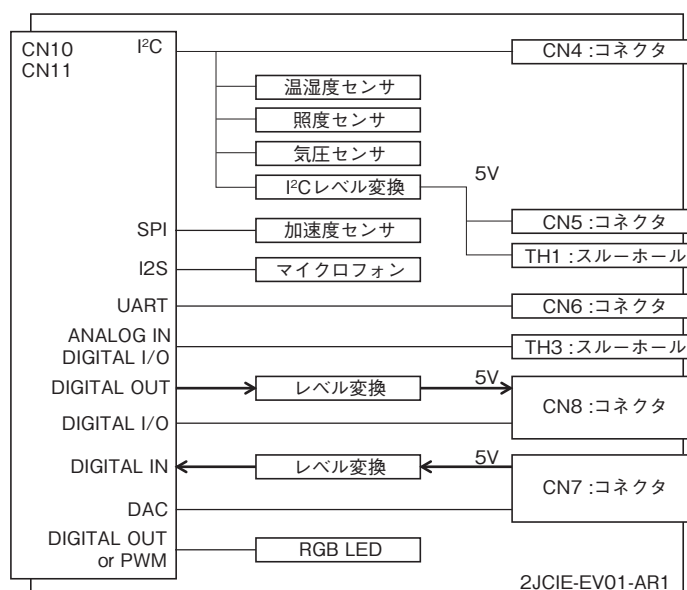 CN10
CN11
I²C
CN4 :コネクタ
温湿度センサ
照度センサ
気圧センサ
I²Cレベル変換
5V
CN5 :コネクタ
TH1 :スルーホール
SPI
加速度センサ
I2S
マイクロフォン
UART
CN6 :コネクタ
ANALOG IN
DIGITAL I/O
TH3 :スルーホール
DIGITAL OUT
レベル変換
5V
CN8 :コネクタ
DIGITAL I/O
DIGITAL IN
レベル変換
5V
CN7 :コネクタ
DAC
DIGITAL OUT
or PWM
RGB LED
2JCIE-EV01-AR1